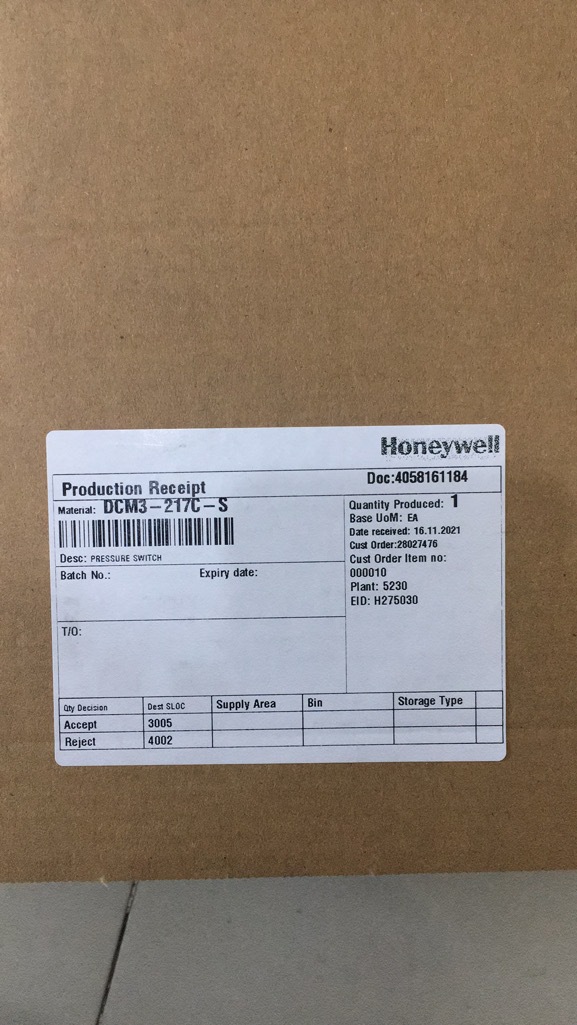 Honeywell
Production Receipt
Doc:4058161184
Material: DCM3-217C-S
Desc: PRESSURE SWITCH
Quantity Produced: 1
Base UoM: EA
Date received: 16.11.2021
Cust Order:28027476
Cust Order Item no:
000010
Plant: 5230
EID: H275030
Batch No.: Expiry date:
T/O:
Qty Decision Dest SLOC Supply Area Bin Storage Type
Accept 3005
Reject 4002